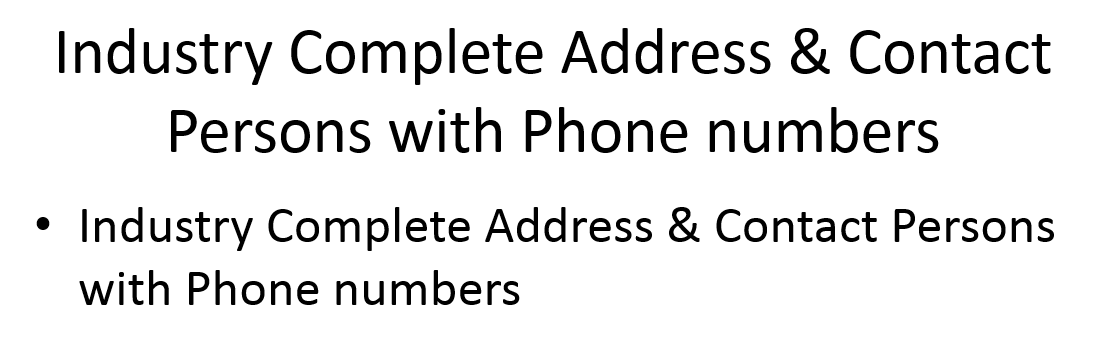 Industry Complete Address & Contact
Persons with Phone numbers
• Industry Complete Address & Contact Persons
with Phone numbers